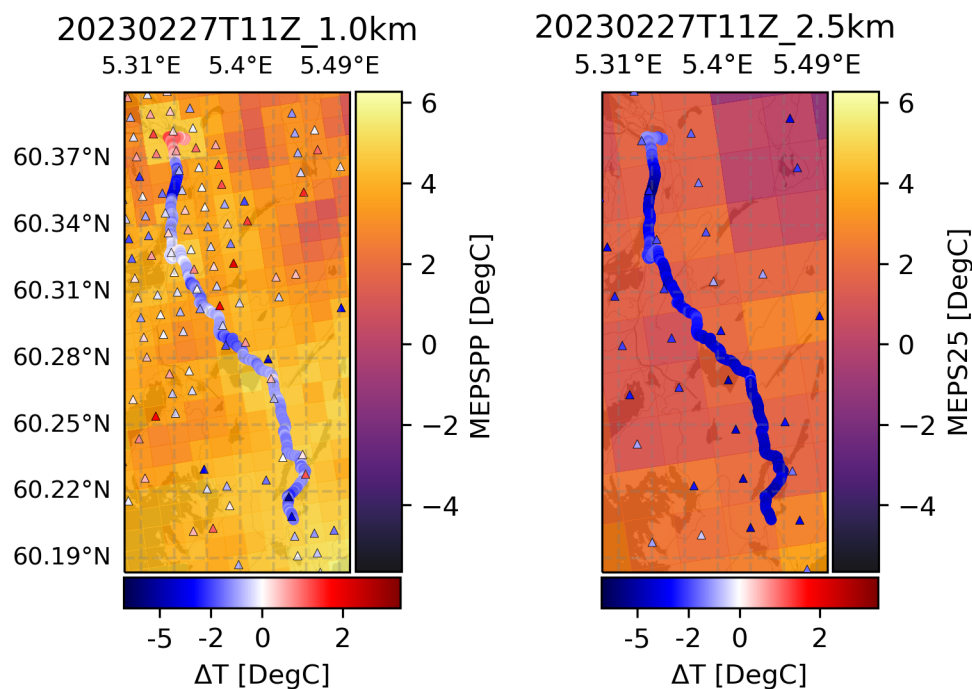 20230227T11Z_1.0km
5.31°E 5.4°E 5.49°E
60.37°N
60.34°N
60.31°N
60.28°N
60.25°N
60.22°N
60.19°N
6
4
2
0
−2
−4
MEPSPP [DegC]
-5 -2 0 2
ΔT [DegC]
20230227T11Z_2.5km
5.31°E 5.4°E 5.49°E
6
4
2
0
−2
−4
MEPS25 [DegC]
-5 -2 0 2
ΔT [DegC]